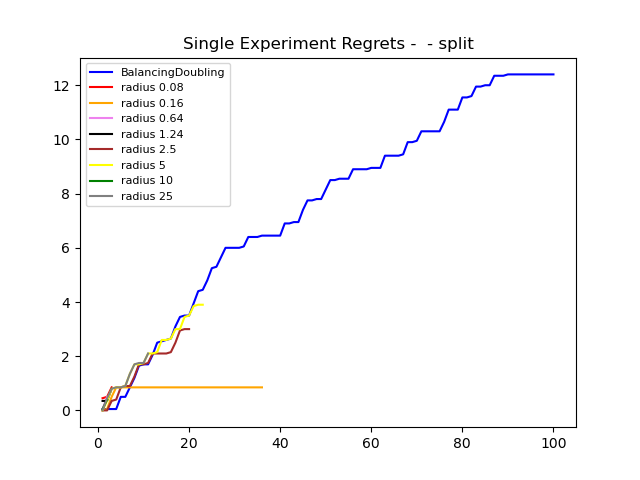 Single Experiment Regrets -  - split
BalancingDoubling
radius 0.08
radius 0.16
radius 0.64
radius 1.24
radius 2.5
radius 5
radius 10
radius 25
12
10
8
6
4
2
0
0 20 40 60 80 100